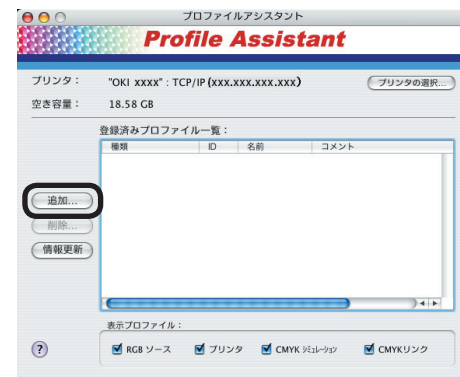 プロファイルアシスタント
Profile Assistant
プリンタ： "OKI xxxx" : TCP/IP (xxx.xxx.xxx.xxx) プリンタの選択...
空き容量： 18.58 GB
登録済みプロファイル一覧：
種類 ID 名前 コメント
追加...
削除...
情報更新
表示プロファイル：
? RGB ソース プリンタ CMYK シミュレーション CMYKリンク